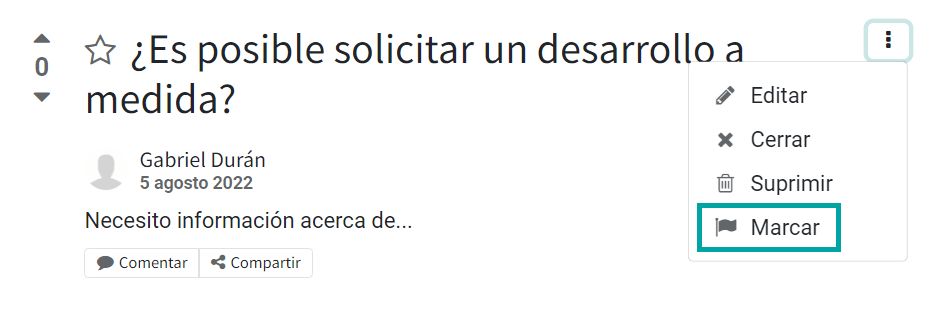 0
¿Es posible solicitar un desarrollo a
medida?
Gabriel Durán
5 agosto 2022
Necesito información acerca de...
Comentar
Compartir
Editar
Cerrar
Suprimir
Marcar